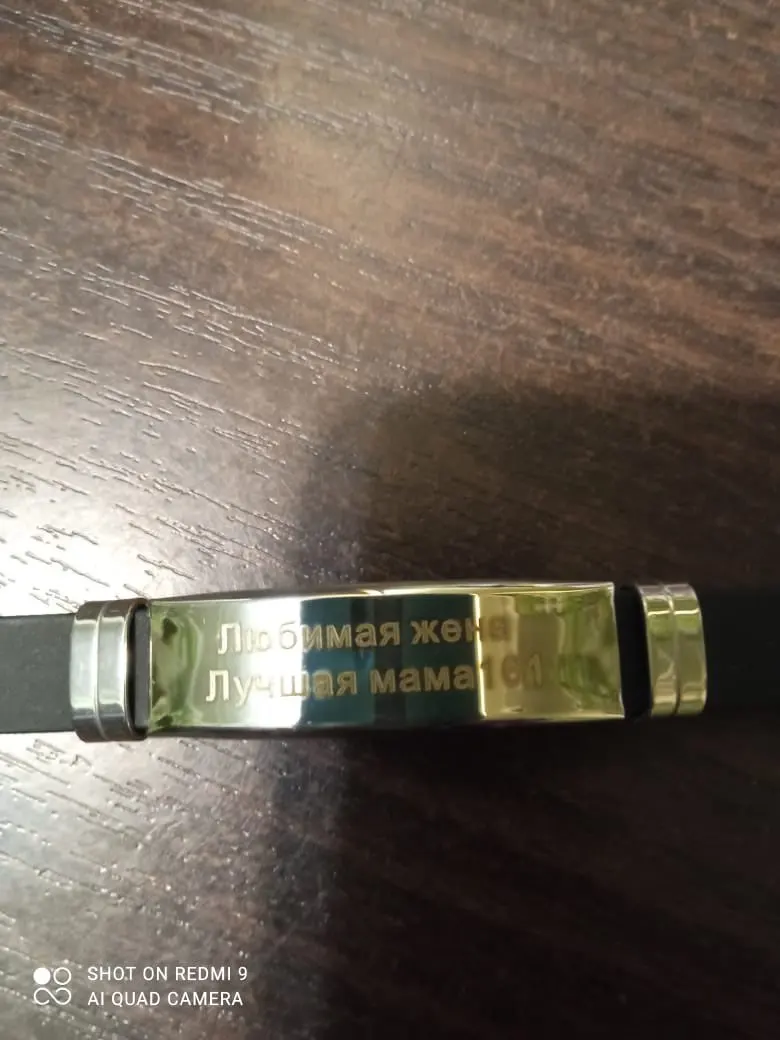 Любимая жена
Лучшая мама
SHOT ON REDMI 9
AI QUAD CAMERA